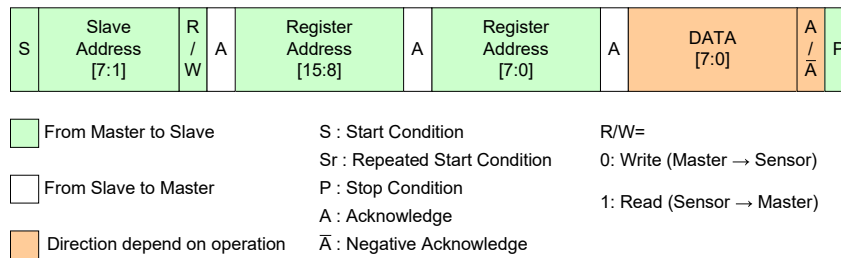 S Slave Address [7:1] R / W A Register Address [15:8] A Register Address [7:0] A DATA [7:0] A / A̅ P
From Master to Slave
From Slave to Master
Direction depend on operation
S : Start Condition
Sr : Repeated Start Condition
P : Stop Condition
A : Acknowledge
A̅ : Negative Acknowledge
R/W=
0: Write (Master → Sensor)
1: Read (Sensor → Master)